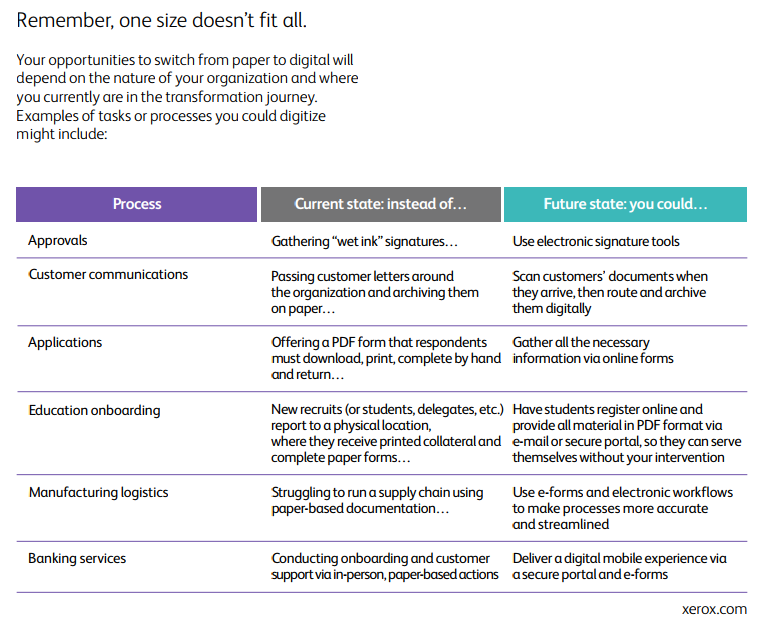 Remember, one size doesn't fit all.
Your opportunities to switch from paper to digital will
depend on the nature of your organization and where
you currently are in the transformation journey.
Examples of tasks or processes you could digitize
might include:
Process
Current state: instead of…
Future state: you could…
Approvals
Gathering “wet ink” signatures…
Use electronic signature tools
Customer communications
Passing customer letters around
the organization and archiving them
on paper…
Scan customers' documents when
they arrive, then route and archive
them digitally
Applications
Offering a PDF form that respondents
must download, print, complete by hand
and return…
Gather all the necessary
information via online forms
Education onboarding
New recruits (or students, delegates, etc.)
report to a physical location,
where they receive printed collateral and
complete paper forms…
Have students register online and
provide all material in PDF format via
e-mail or secure portal, so they can serve
themselves without your intervention
Manufacturing logistics
Struggling to run a supply chain using
paper-based documentation…
Use e-forms and electronic workflows
to make processes more accurate
and streamlined
Banking services
Conducting onboarding and customer
support via in-person, paper-based actions
Deliver a digital mobile experience via
a secure portal and e-forms
xerox.com